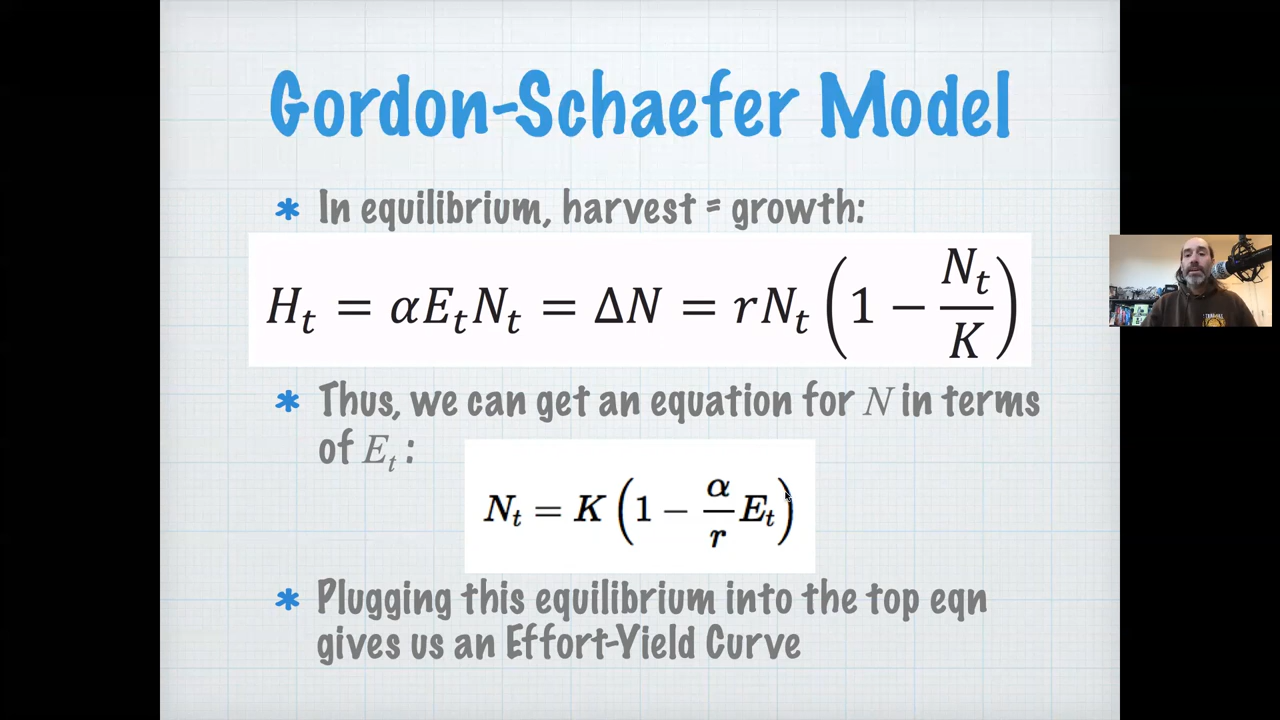 Gordon-Schaefer Model
* In equilibrium, harvest = growth:
H_t = αE_tN_t = ΔN = rN_t (1 − N_t/K)
* Thus, we can get an equation for N in terms
of E_t :
N_t = K (1 − α/r E_t)
* Plugging this equilibrium into the top eqn
gives us an Effort-Yield Curve